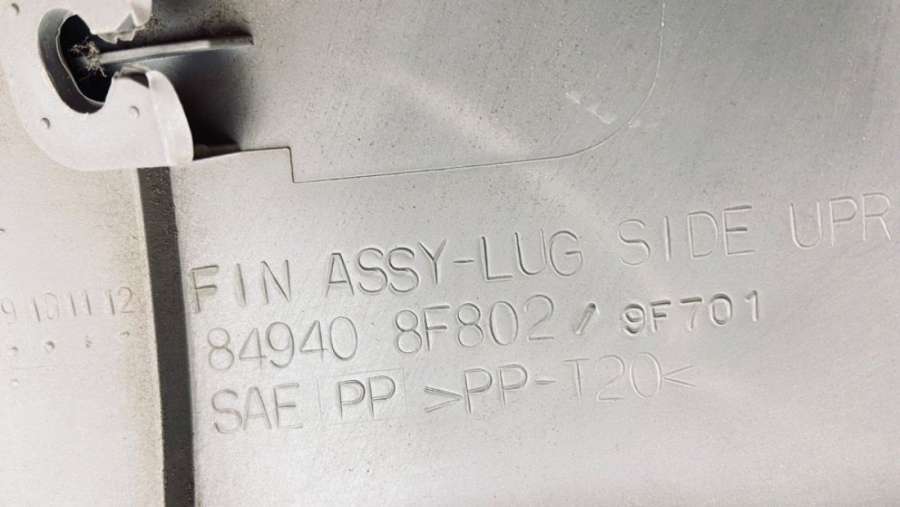 FIN ASSY-LUG SIDE UPR
84940 8F802 / 9F701
SAE PP >PP-T20<
9 10 11 12